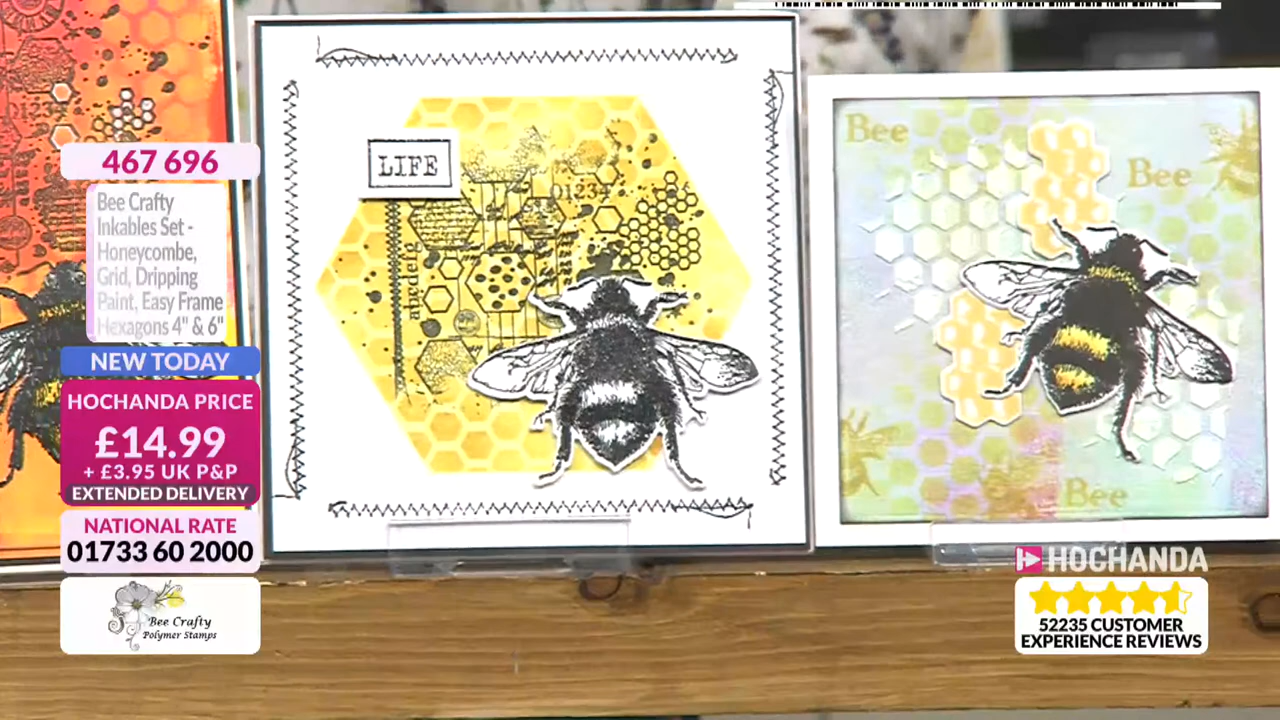 467 696
Bee Crafty
Inkables Set -
Honeycombe,
Grid, Dripping
Paint, Easy Frame
Hexagons 4" & 6"
NEW TODAY
HOCHANDA PRICE
£14.99
+ £3.95 UK P&P
EXTENDED DELIVERY
NATIONAL RATE
01733 60 2000
Bee Crafty
Polymer Stamps
LIFE
01234
abcdefg
Bee
Bee
Bee
HOCHANDA
52235 CUSTOMER
EXPERIENCE REVIEWS